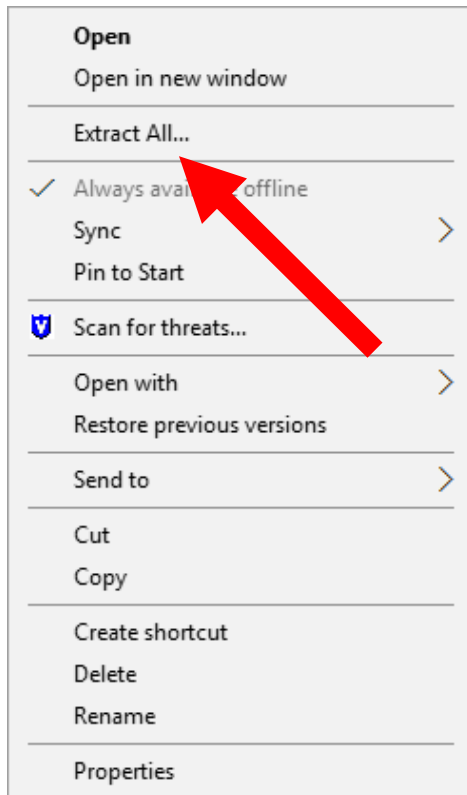 Open
Open in new window
Extract All...
Always avai offline
Sync
Pin to Start
Scan for threats...
Open with
Restore previous versions
Send to
Cut
Copy
Create shortcut
Delete
Rename
Properties